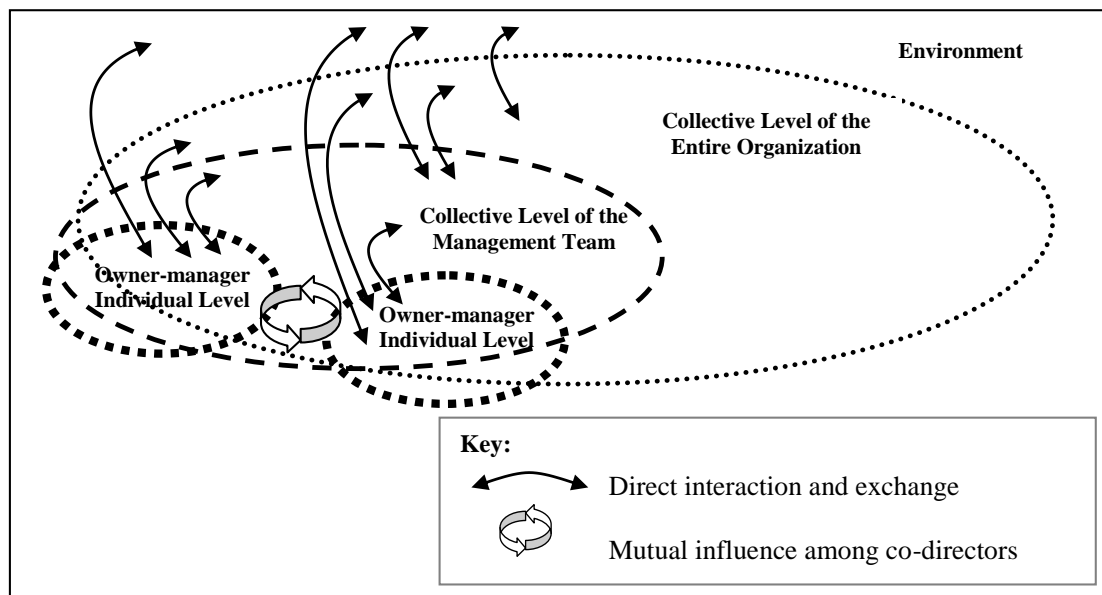 Environment
Collective Level of the
Entire Organization
Collective Level of the
Management Team
Owner-manager
Individual Level
Owner-manager
Individual Level
Key:
Direct interaction and exchange
Mutual influence among co-directors